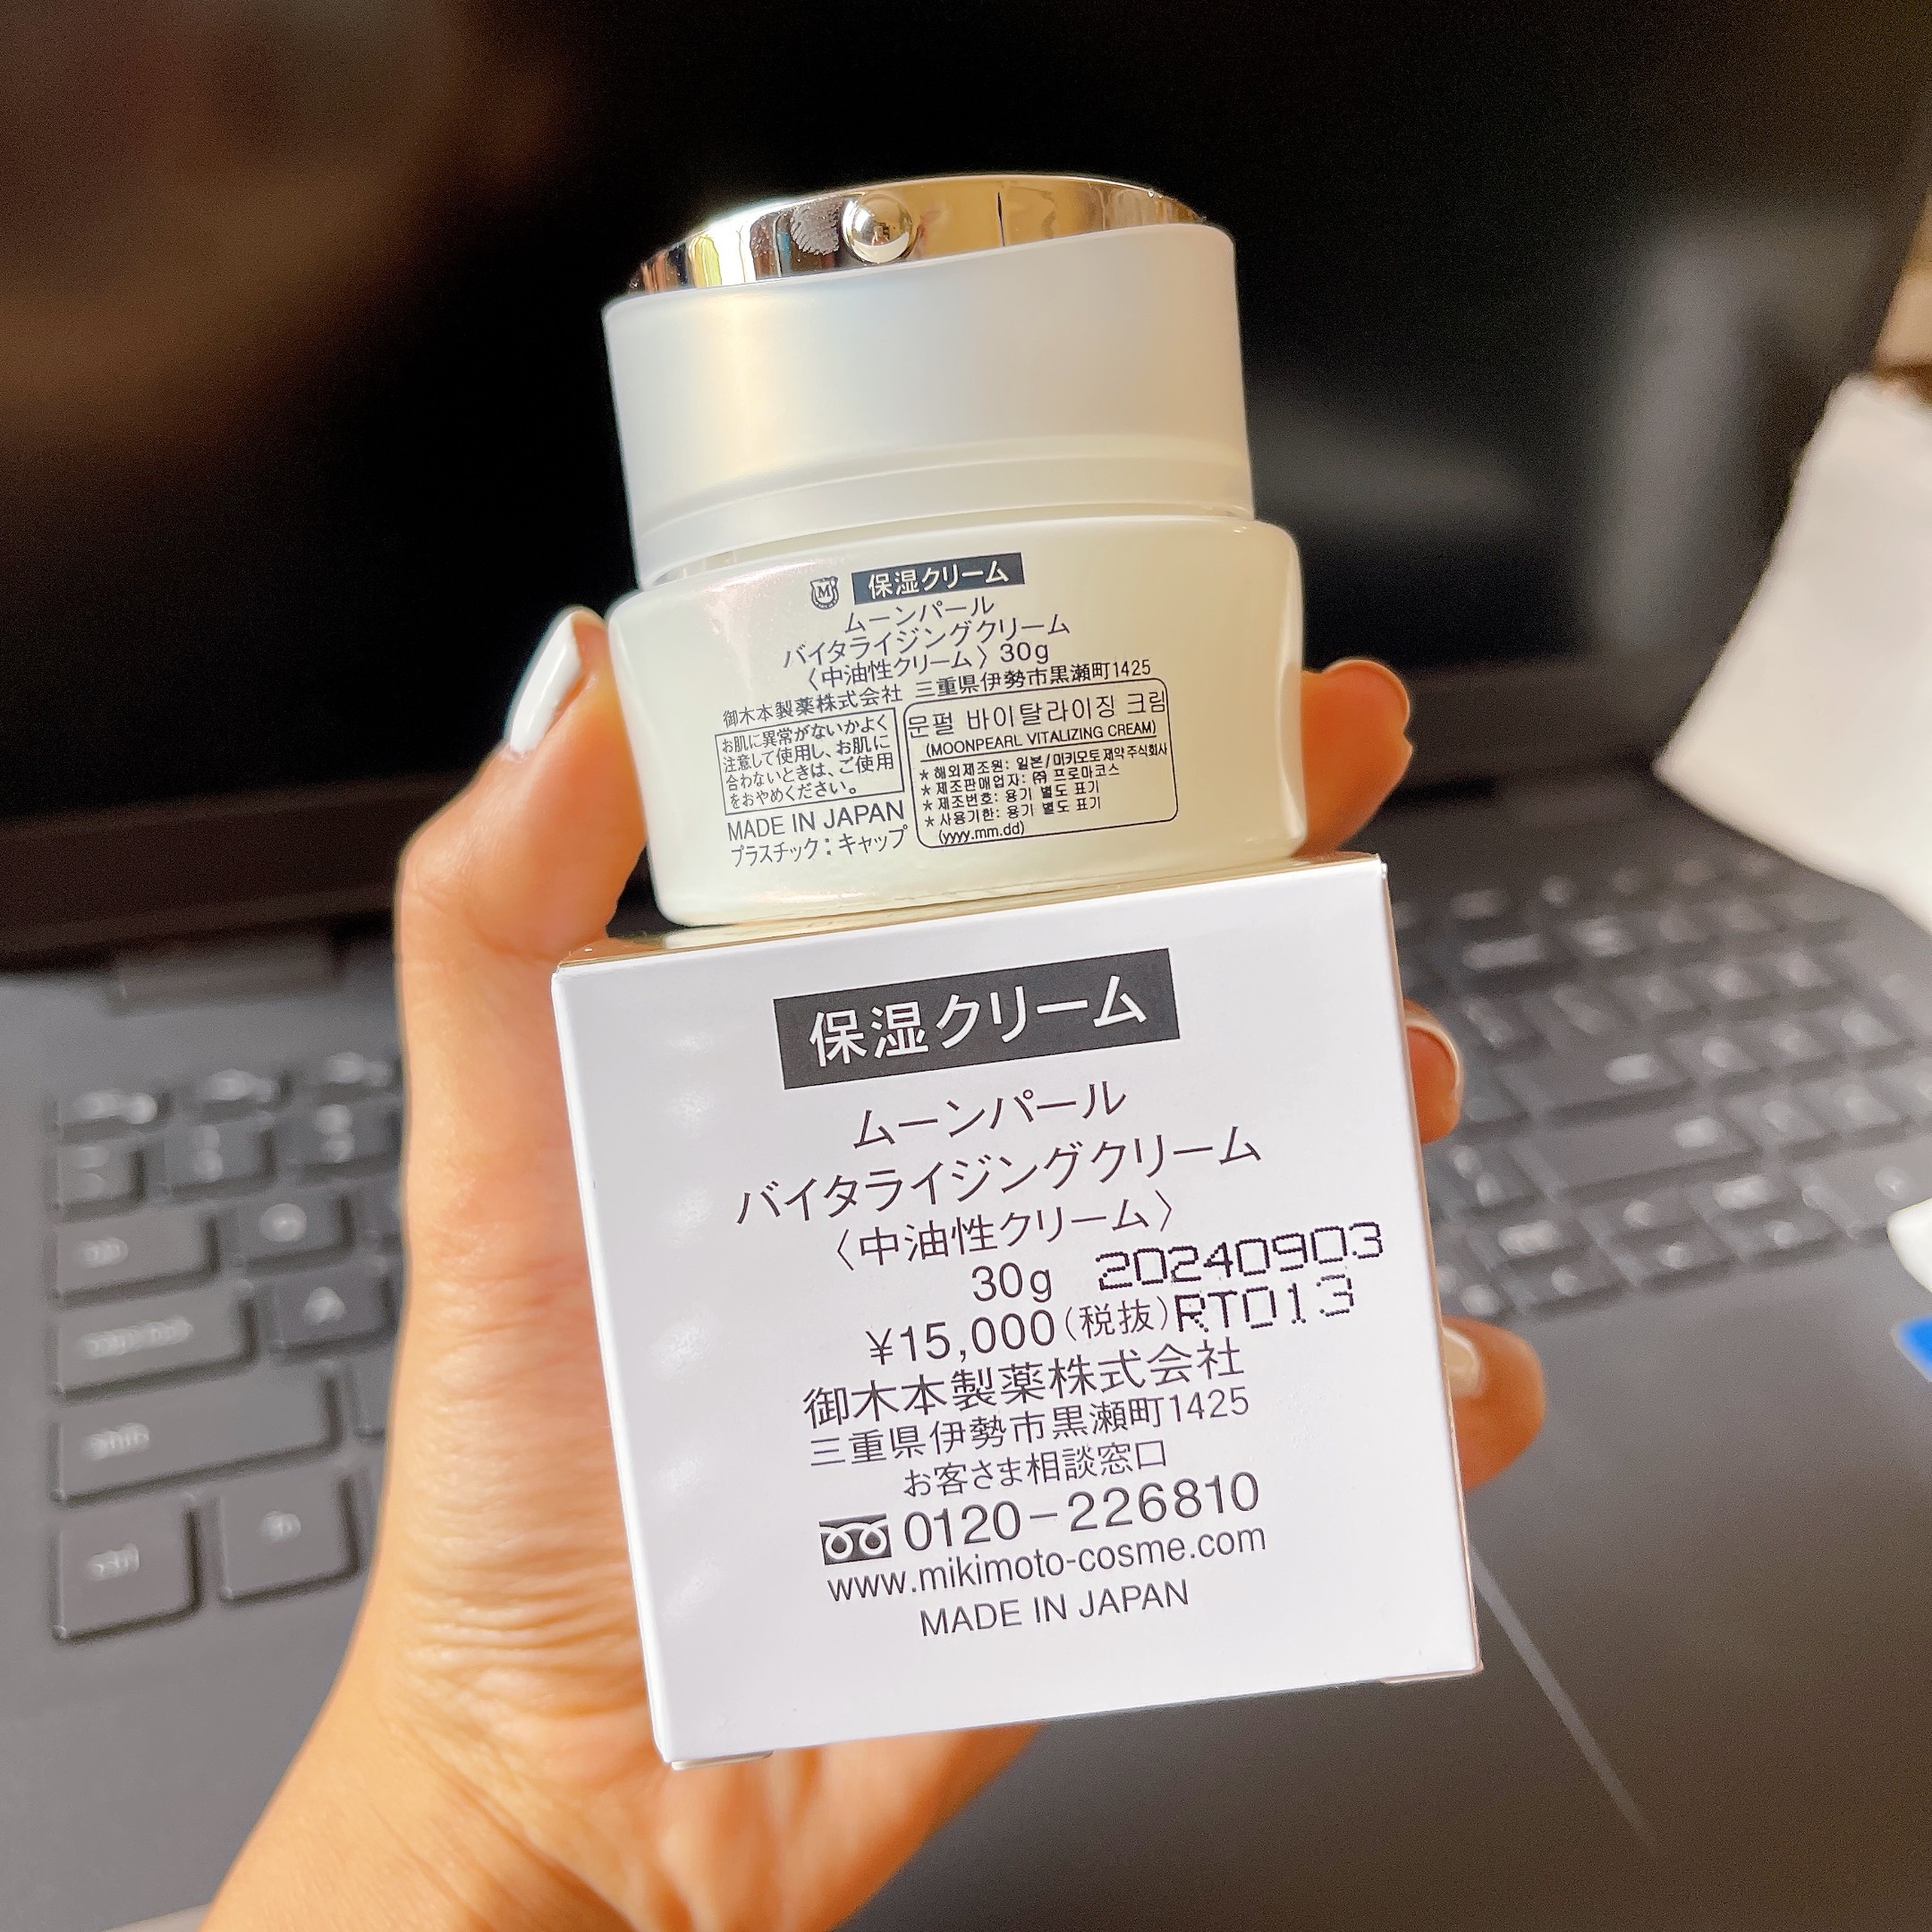 M
保湿クリーム
ムーンパール
バイタライジングクリーム
〈中油性クリーム〉30g
御木本製薬株式会社 三重県伊勢市黒瀬町1425
お肌に異常がないかよく
注意して使用し、お肌に
合わないときは、ご使用
をおやめください。
MADE IN JAPAN
プラスチック：キャップ
문펄 바이탈라이징 크림
(MOONPEARL VITALIZING CREAM)
* 해외제조원: 일본/미키모토제약주식회사
* 제조판매업자: ㈜ 프로마코스
* 제조번호: 용기 별도 표기
* 사용기한: 용기 별도 표기
(yyyy.mm.dd)
保湿クリーム
ムーンパール
バイタライジングクリーム
〈中油性クリーム〉
30g 20240903
¥15,000(税抜) RT013
御木本製薬株式会社
三重県伊勢市黒瀬町1425
お客さま相談窓口
0120-226810
www.mikimoto-cosme.com
MADE IN JAPAN